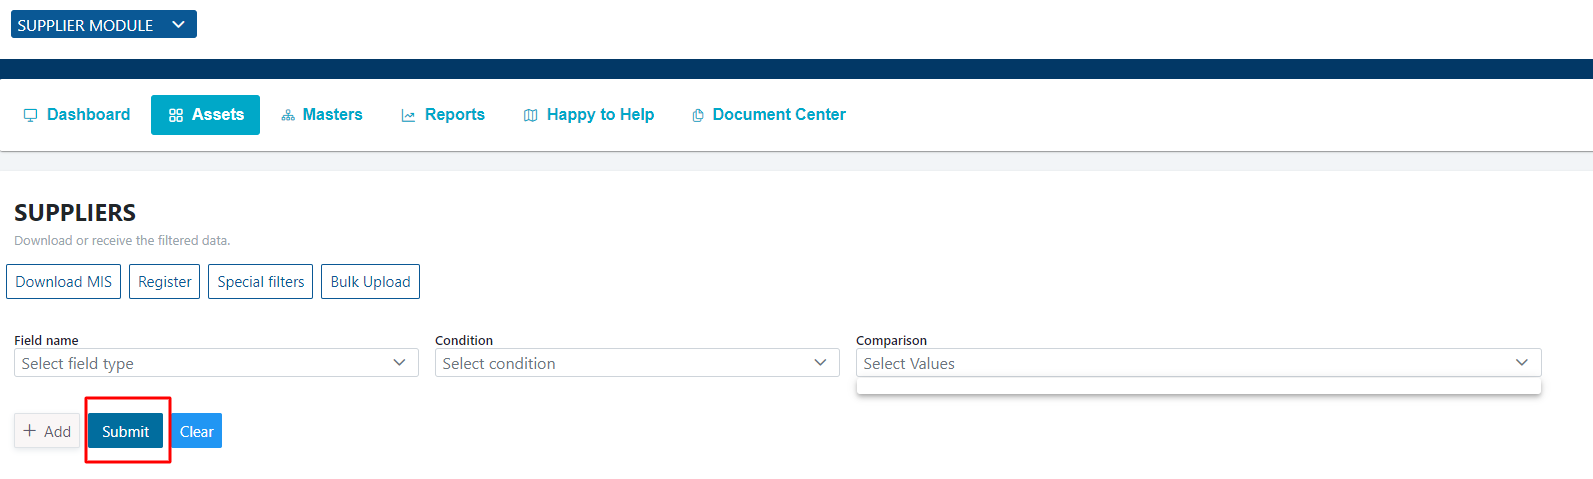 SUPPLIER MODULE
Dashboard Assets Masters Reports Happy to Help Document Center
SUPPLIERS
Download or receive the filtered data.
Download MIS Register Special filters Bulk Upload
Field name Condition Comparison
Select field type Select condition Select Values
+ Add Submit Clear